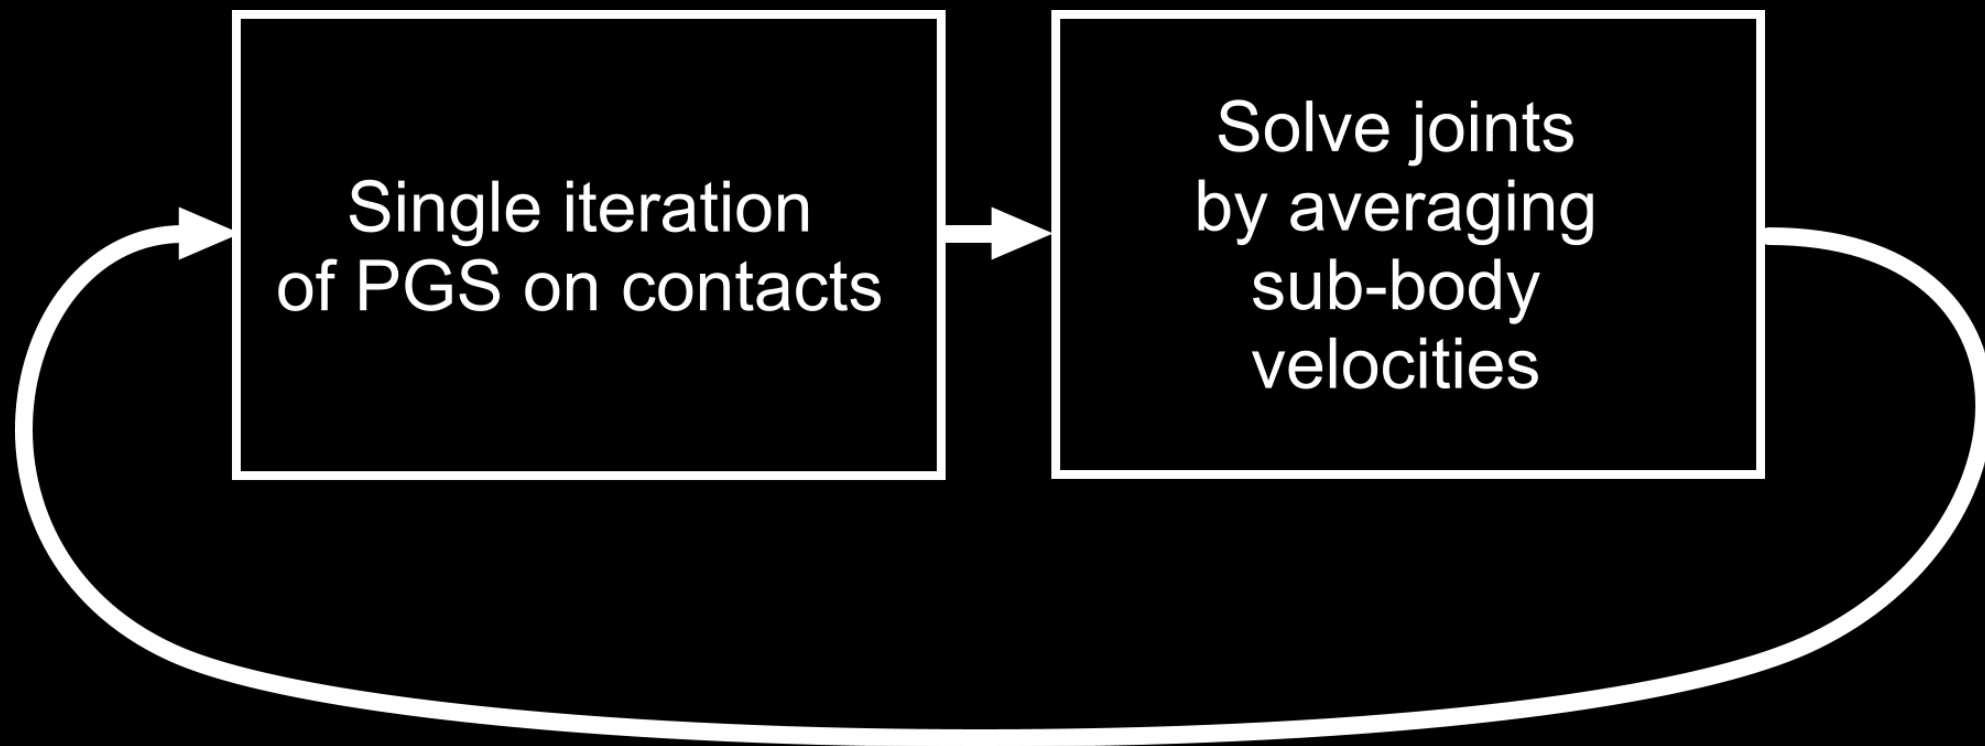 Single iteration
of PGS on contacts
Solve joints
by averaging
sub-body
velocities